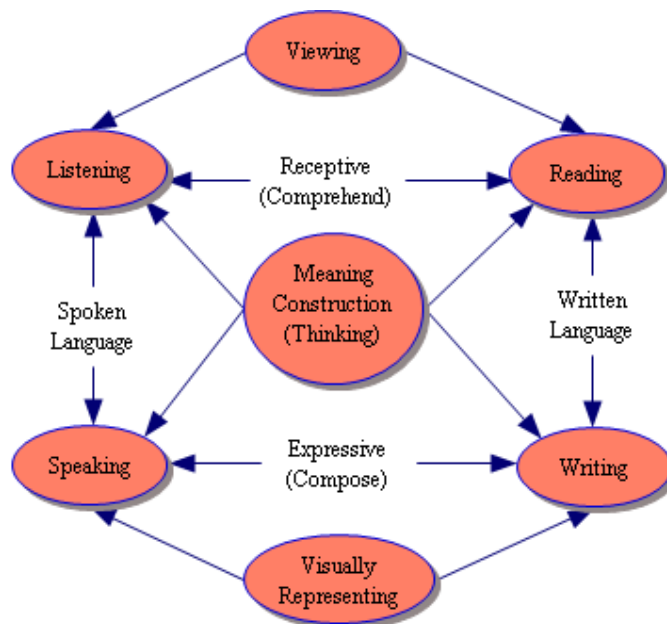 Viewing
Listening
Receptive
(Comprehend)
Reading
Meaning
Construction
(Thinking)
Spoken
Language
Written
Language
Speaking
Expressive
(Compose)
Writing
Visually
Representing